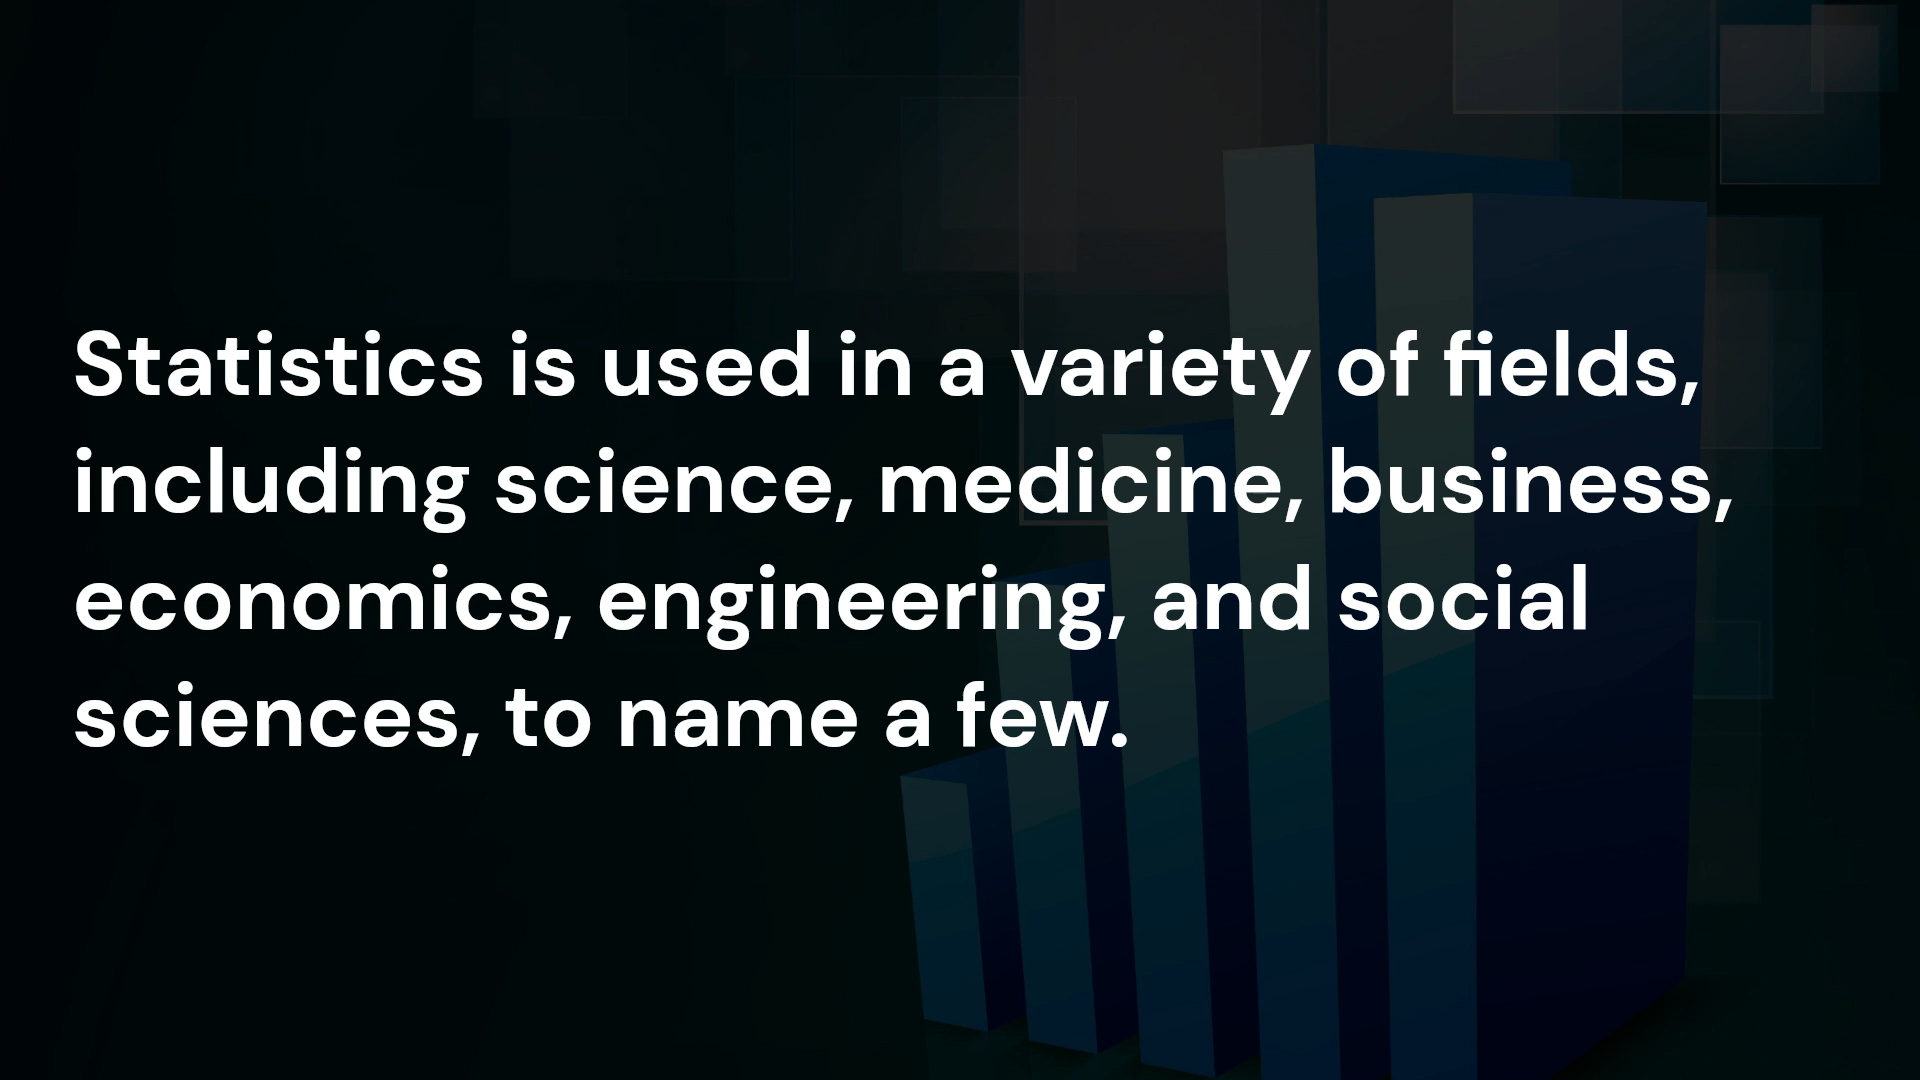 Statistics is used in a variety of fields,
including science, medicine, business,
economics, engineering, and social
sciences, to name a few.